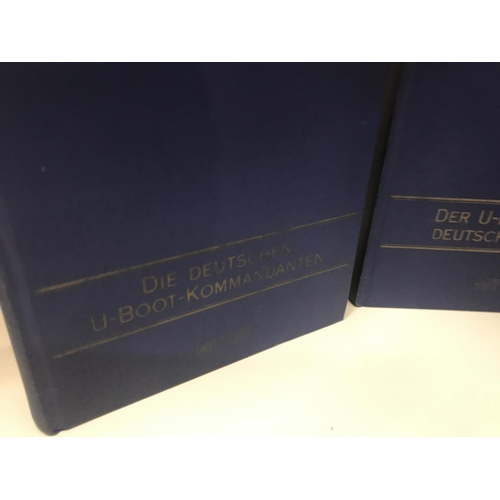 DIE DEUTSCHEN
U-BOOT-KOMMANDANTEN
DER U-
DEUTSCH